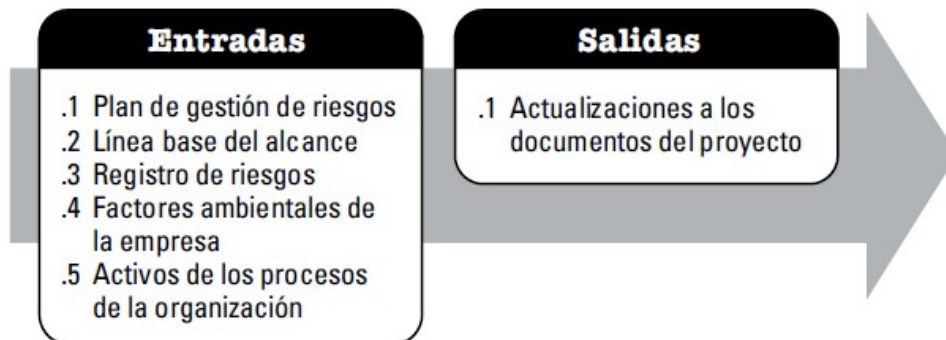 Entradas
.1 Plan de gestión de riesgos
.2 Línea base del alcance
.3 Registro de riesgos
.4 Factores ambientales de
la empresa
.5 Activos de los procesos
de la organización
Salidas
.1 Actualizaciones a los
documentos del proyecto